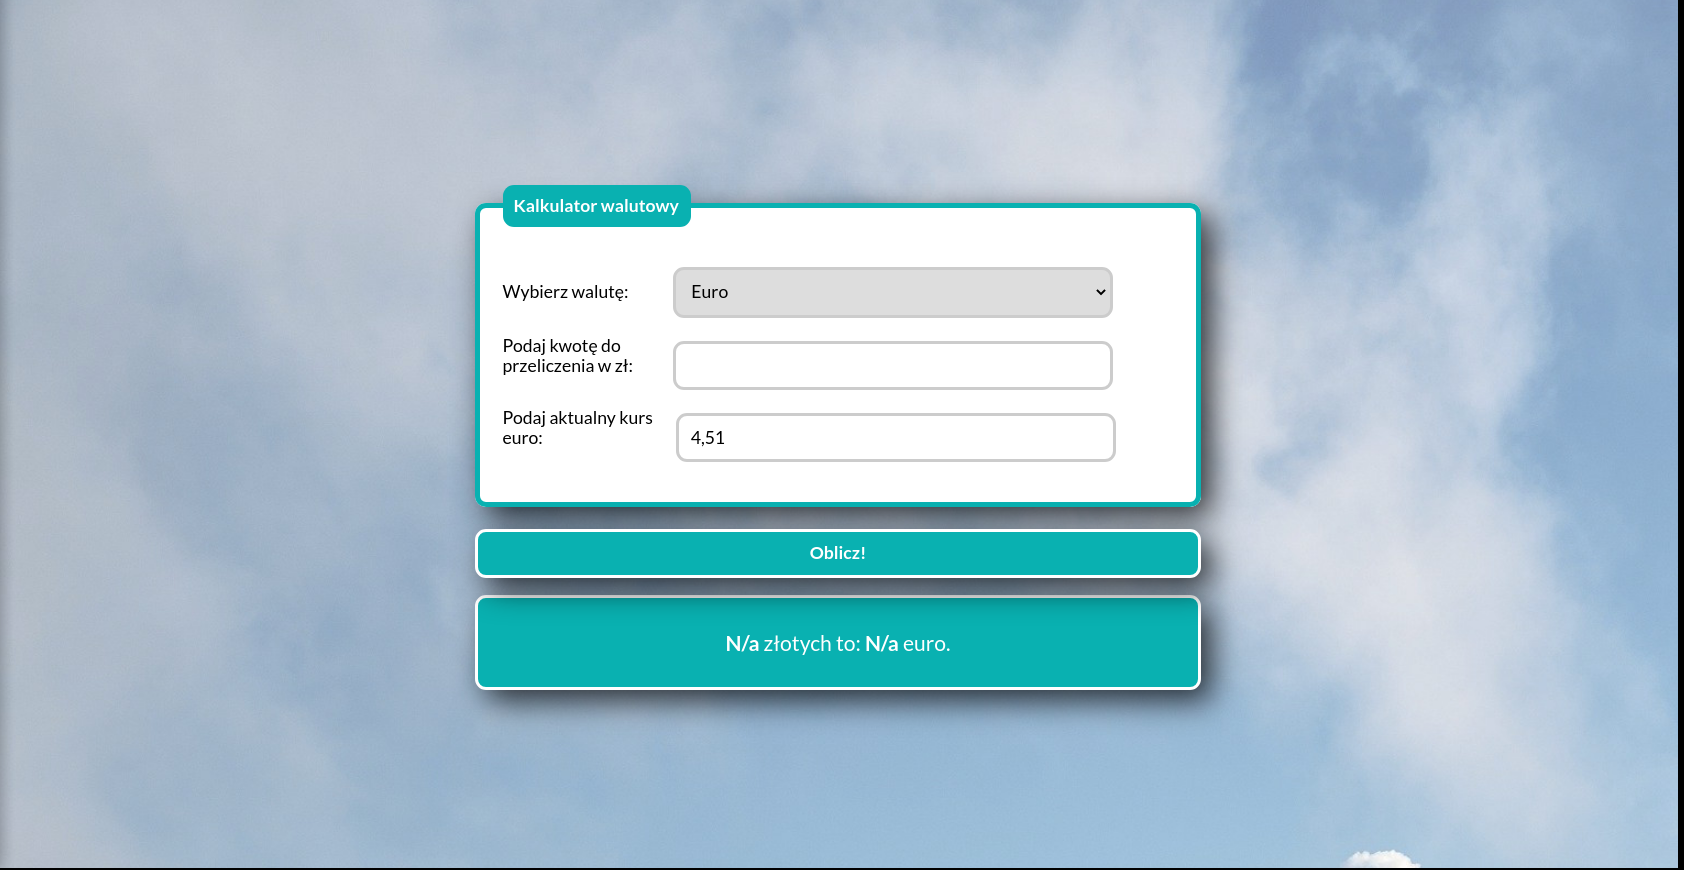 Kalkulator walutowy
Wybierz walutę:
Euro
Podaj kwotę do
przeliczenia w zł:
Podaj aktualny kurs
euro:
4,51
Oblicz!
N/a złotych to: N/a euro.